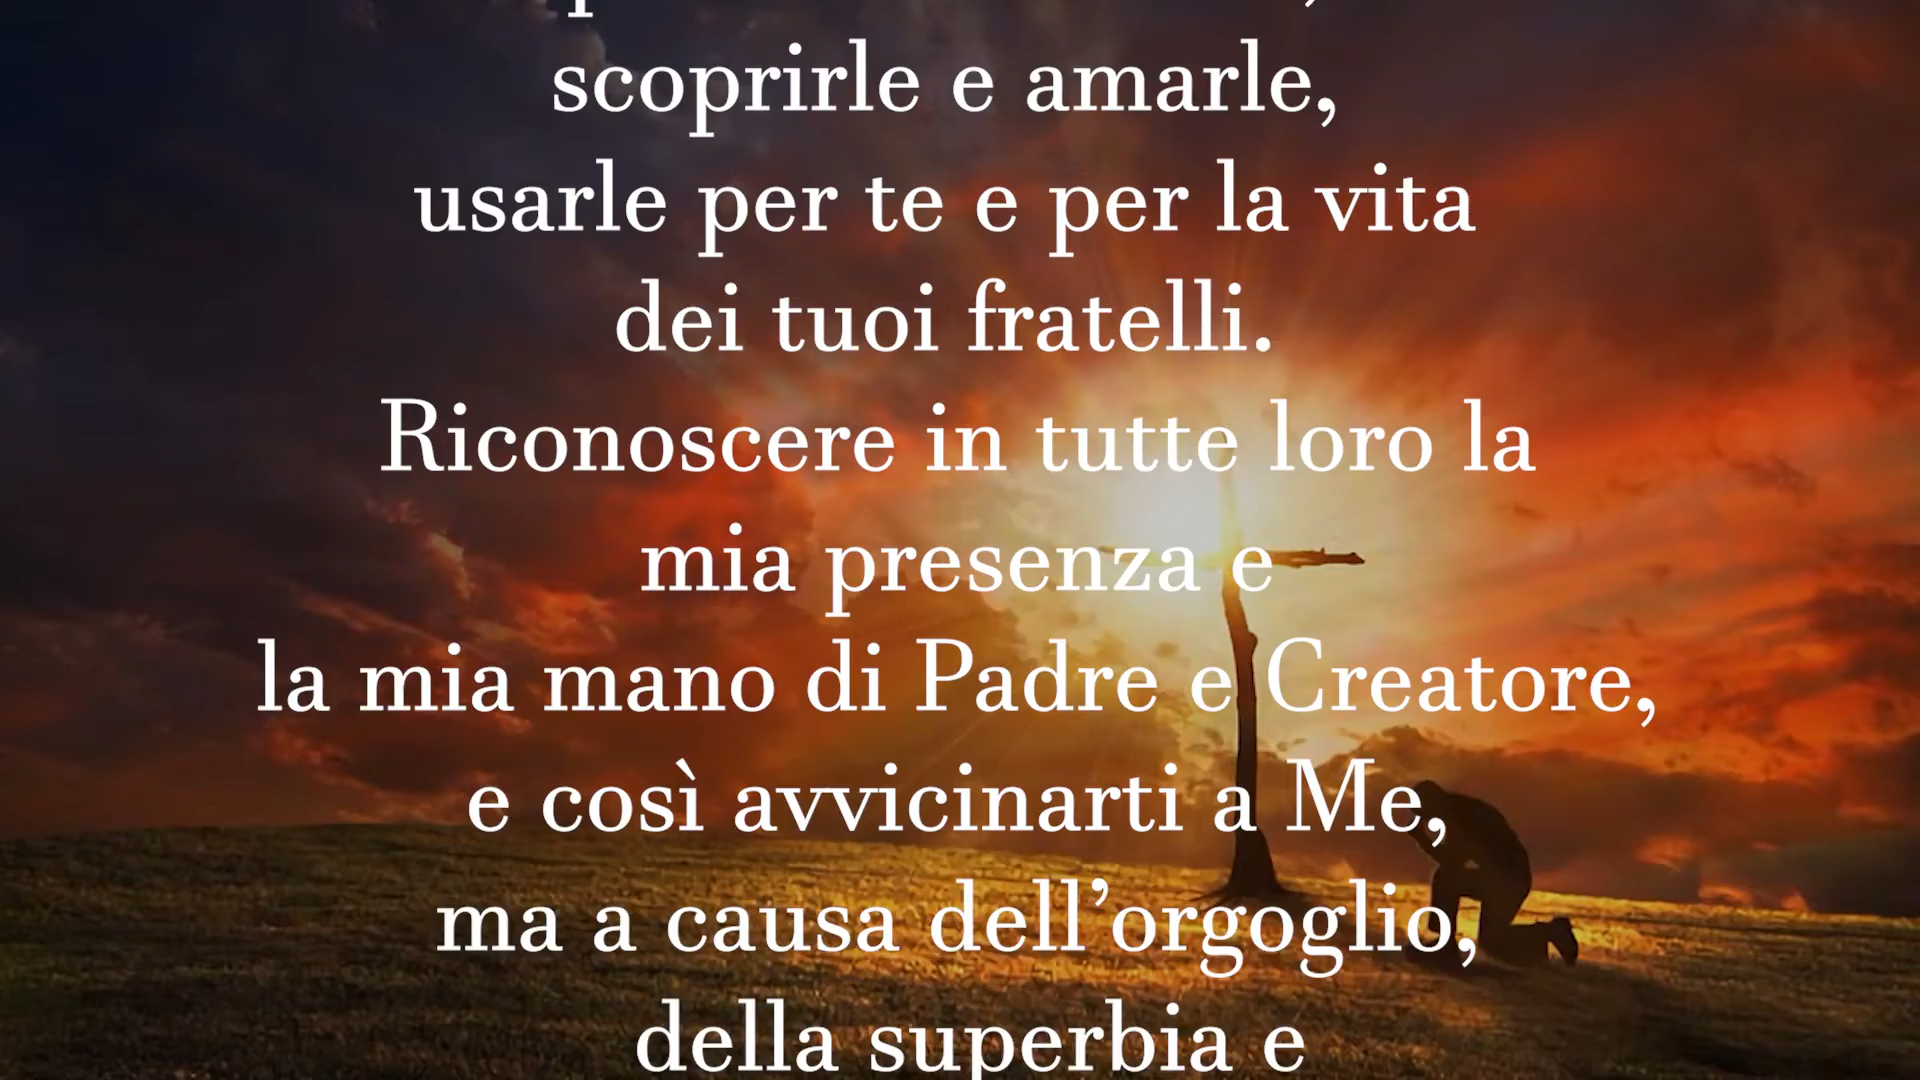 scoprirle e amarle,
usarle per te e per la vita
dei tuoi fratelli.
Riconoscere in tutte loro la
mia presenza e
la mia mano di Padre e Creatore,
e così avvicinarti a Me,
ma a causa dell’orgoglio,
della superbia e